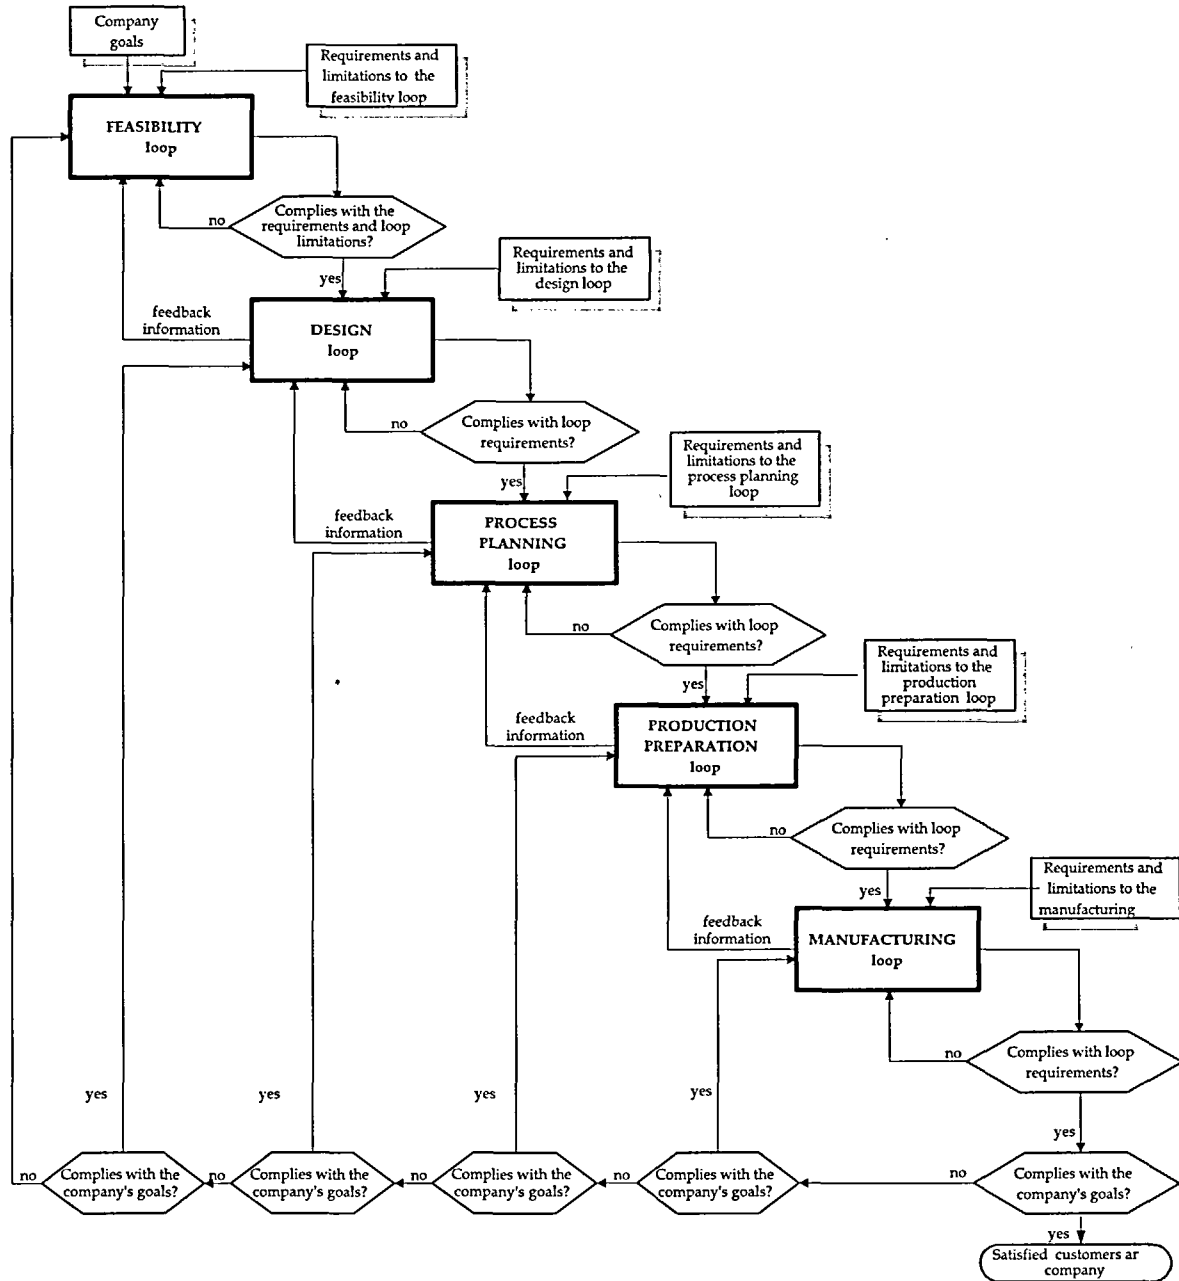 Company
goals
Requirements and
limitations to the
feasibility loop
FEASIBILITY
loop
no
Complies with the
requirements and loop
limitations?
yes
Requirements and
limitations to the
design loop
feedback
information
DESIGN
loop
no
Complies with loop
requirements?
yes
Requirements and
limitations to the
process planning
loop
feedback
information
PROCESS
PLANNING
loop
no
Complies with loop
requirements?
yes
Requirements and
limitations to the
production
preparation loop
feedback
information
PRODUCTION
PREPARATION
loop
no
Complies with loop
requirements?
yes
Requirements and
limitations to the
manufacturing
feedback
information
MANUFACTURING
loop
no
Complies with loop
requirements?
yes
yes
yes
yes
yes
no
Complies with the
company's goals?
no
Complies with the
company's goals?
no
Complies with the
company's goals?
no
Complies with the
company's goals?
no
Complies with the
company's goals?
yes
Satisfied customers ar
company